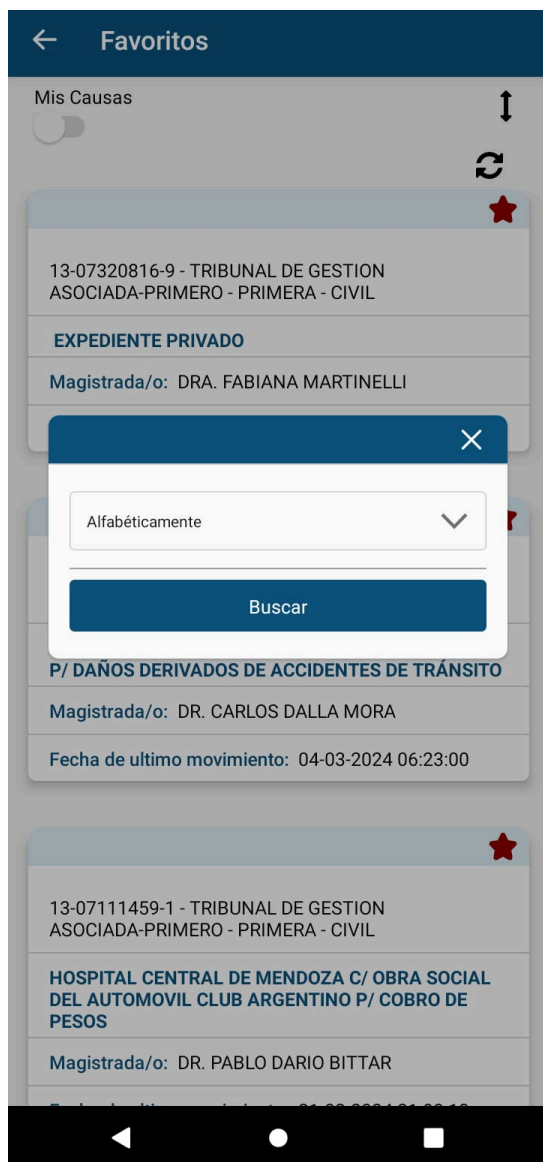 Favoritos
Mis Causas
13-07320816-9 - TRIBUNAL DE GESTION
ASOCIADA-PRIMERO - PRIMERA - CIVIL
EXPEDIENTE PRIVADO
Magistrada/o: DRA. FABIANA MARTINELLI
Alfabéticamente
Buscar
P/ DAÑOS DERIVADOS DE ACCIDENTES DE TRÁNSITO
Magistrada/o: DR. CARLOS DALLA MORA
Fecha de ultimo movimiento: 04-03-2024 06:23:00
13-07111459-1 - TRIBUNAL DE GESTION
ASOCIADA-PRIMERO - PRIMERA - CIVIL
HOSPITAL CENTRAL DE MENDOZA C/ OBRA SOCIAL
DEL AUTOMOVIL CLUB ARGENTINO P/ COBRO DE
PESOS
Magistrada/o: DR. PABLO DARIO BITTAR